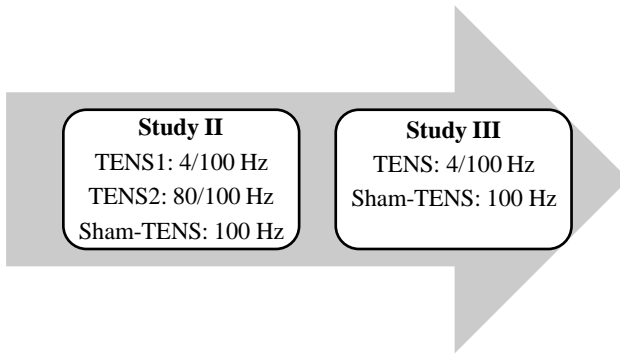 Study II
TENS1: 4/100 Hz
TENS2: 80/100 Hz
Sham-TENS: 100 Hz
Study III
TENS: 4/100 Hz
Sham-TENS: 100 Hz